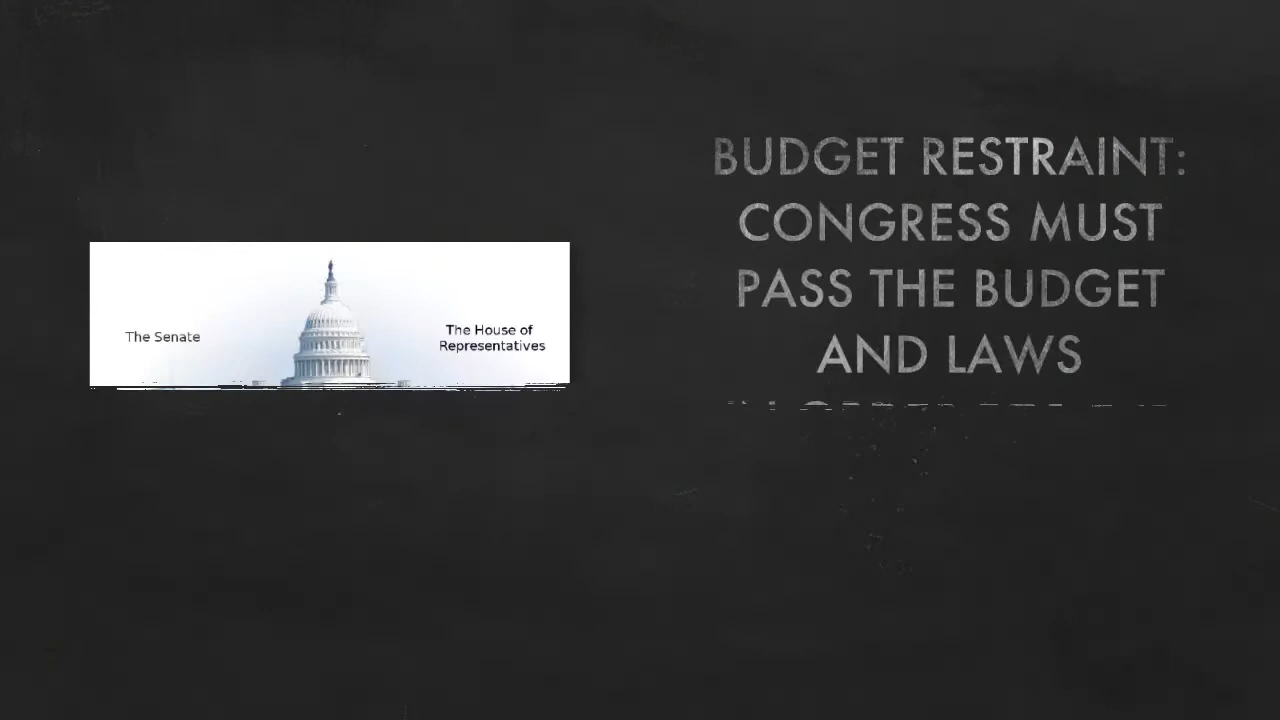 The Senate
The House of
Representatives
BUDGET RESTRAINT:
CONGRESS MUST
PASS THE BUDGET
AND LAWS